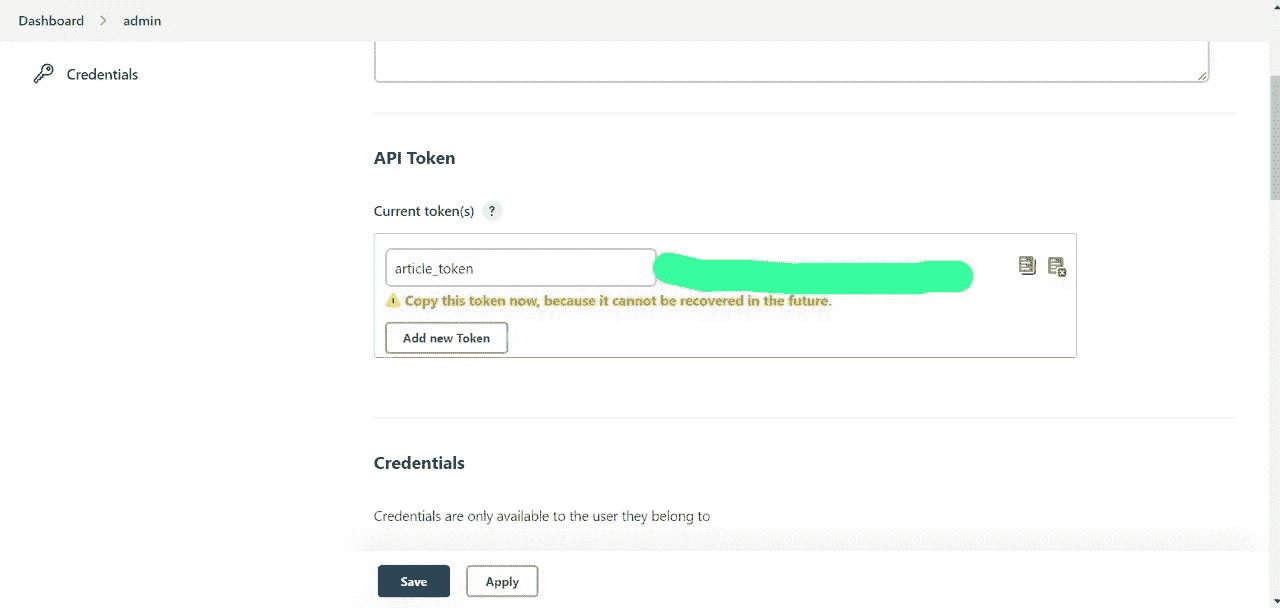 Dashboard > admin
Credentials
API Token
Current token(s) ?
article_token
Copy this token now, because it cannot be recovered in the future.
Add new Token
Credentials
Credentials are only available to the user they belong to
Save Apply